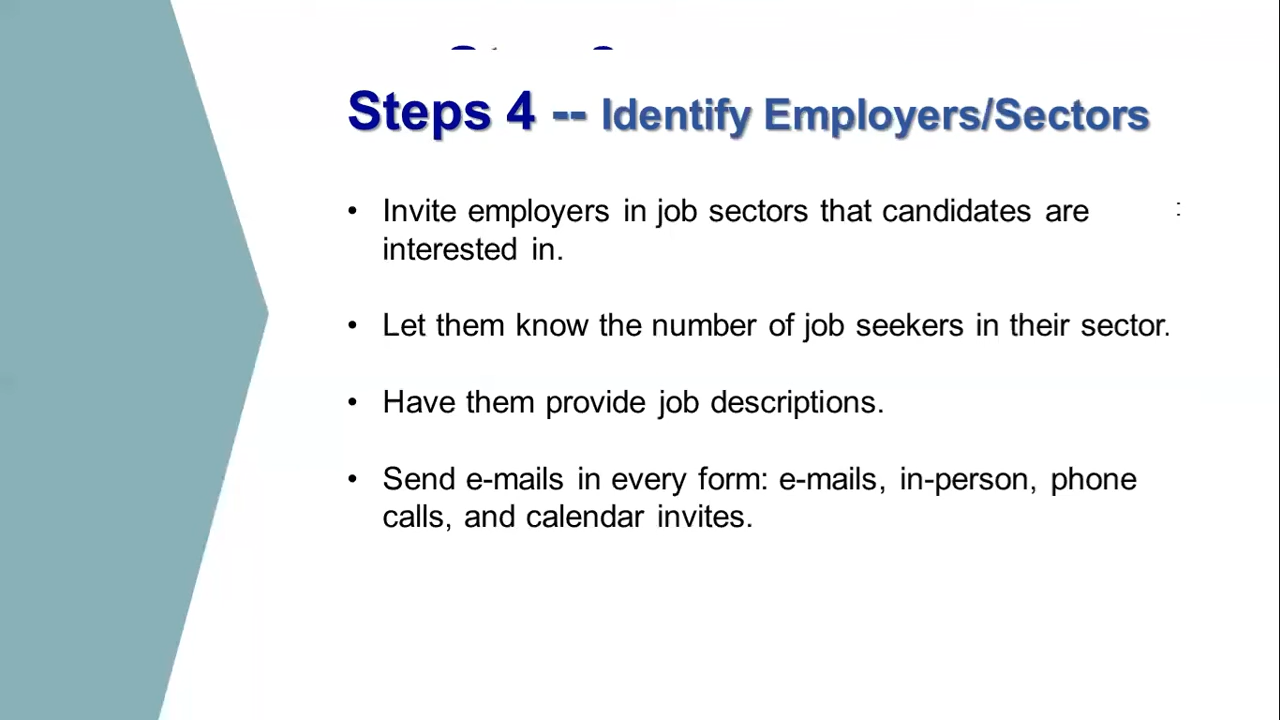 Steps 4 -- Identify Employers/Sectors
• Invite employers in job sectors that candidates are
:
interested in.
• Let them know the number of job seekers in their sector.
• Have them provide job descriptions.
• Send e-mails in every form: e-mails, in-person, phone
calls, and calendar invites.